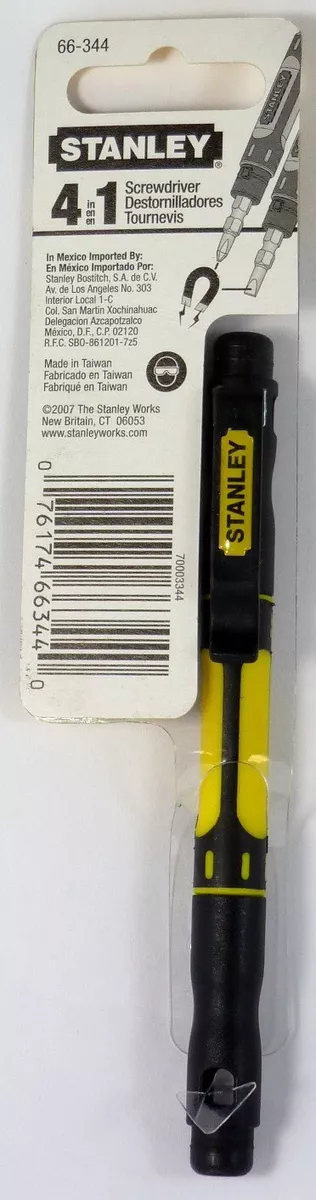 66-344
STANLEY®
4 in en en 1
Screwdriver
Destornilladores
Tournevis
In Mexico Imported By:
En México Importado Por:
Stanley Bostitch, S.A. de C.V.
Av. de Los Angeles No. 303
Interior Local 1-C
Col. San Martin Xochinahuac
Delegacion Azcapotzalco
México, D.F., C.P. 02120
R.F.C. SBO-861201-7z5
Made in Taiwan
Fabricado en Taiwan
Fabriqué en Taiwan
©2007 The Stanley Works
New Britain, CT 06053
www.stanleyworks.com
0 76174 66344 0
70003344
STANLEY